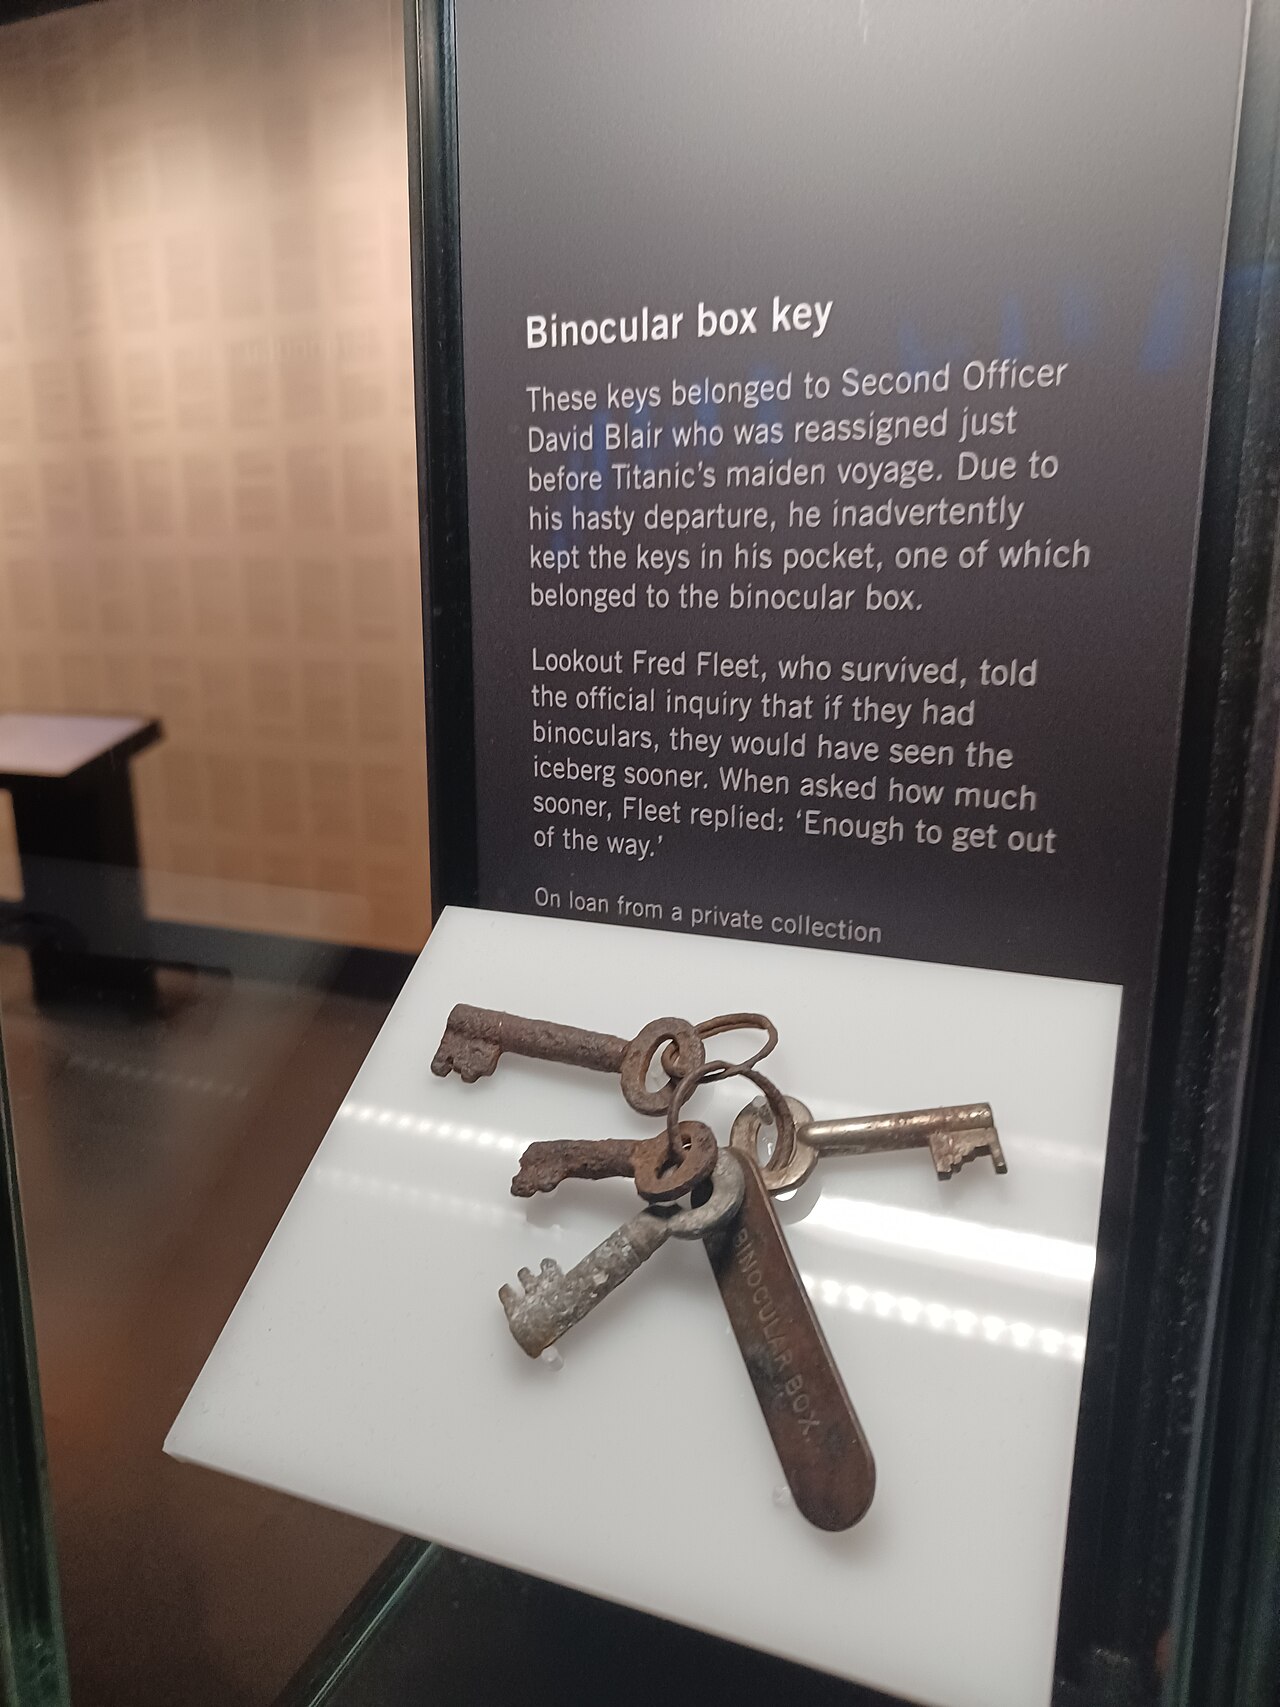 Binocular box key
These keys belonged to Second Officer
David Blair who was reassigned just
before Titanic's maiden voyage. Due to
his hasty departure, he inadvertently
kept the keys in his pocket, one of which
belonged to the binocular box.
Lookout Fred Fleet, who survived, told
the official inquiry that if they had
binoculars, they would have seen the
iceberg sooner. When asked how much
sooner, Fleet replied: ‘Enough to get out
of the way.’
On loan from a private collection
BINOCULAR BOX.